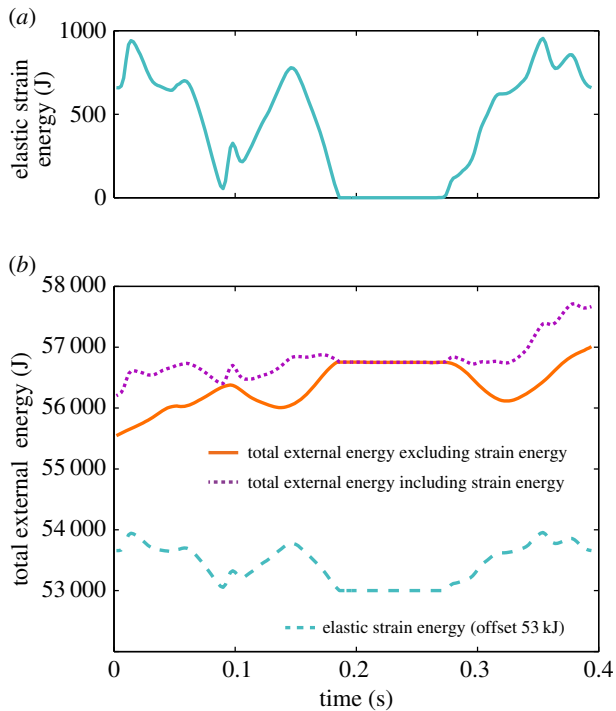 (a)
1000
500
0
elastic strain
energy (J)
(b)
58 000
57 000
56 000
55 000
54 000
53 000
total external energy (J)
total external energy excluding strain energy
total external energy including strain energy
elastic strain energy (offset 53 kJ)
0
0.1
0.2
0.3
0.4
time (s)